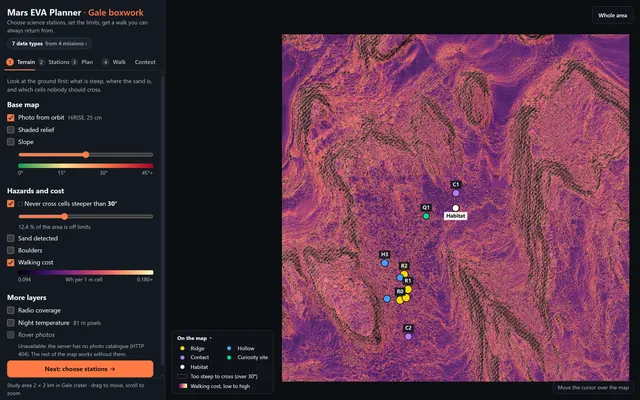 Mars EVA Planner · Gale boxwork
Choose science stations, set the limits, get a walk you can
always return from.
7 data types from 4 missions ›
1 Terrain 2 Stations 3 Plan 4 Walk Context
Look at the ground first: what is steep, where the sand is,
and which cells nobody should cross.
Base map
Photo from orbit HiRISE, 25 cm
Shaded relief
Slope
0° 15° 30° 45°+
Hazards and cost
Never cross cells steeper than 30°
12.4 % of the area is off limits
Sand detected
Boulders
Walking cost
0.094 Wh per 1 m cell 0.180+
More layers
Radio coverage
Night temperature 81 m pixels
Rover photos
Unavailable: the server has no photo catalogue (HTTP
404). The rest of the map works without them.
Next: choose stations →
Study area 2 × 2 km in Gale crater · drag to move, scroll to
zoom
Whole area
C1
Q1
Habitat
H3
R2
R1
R0
C2
On the map
Ridge Hollow
Contact Curiosity site
Habitat
Too steep to cross (over 30°)
Walking cost, low to high
Move the cursor over the map